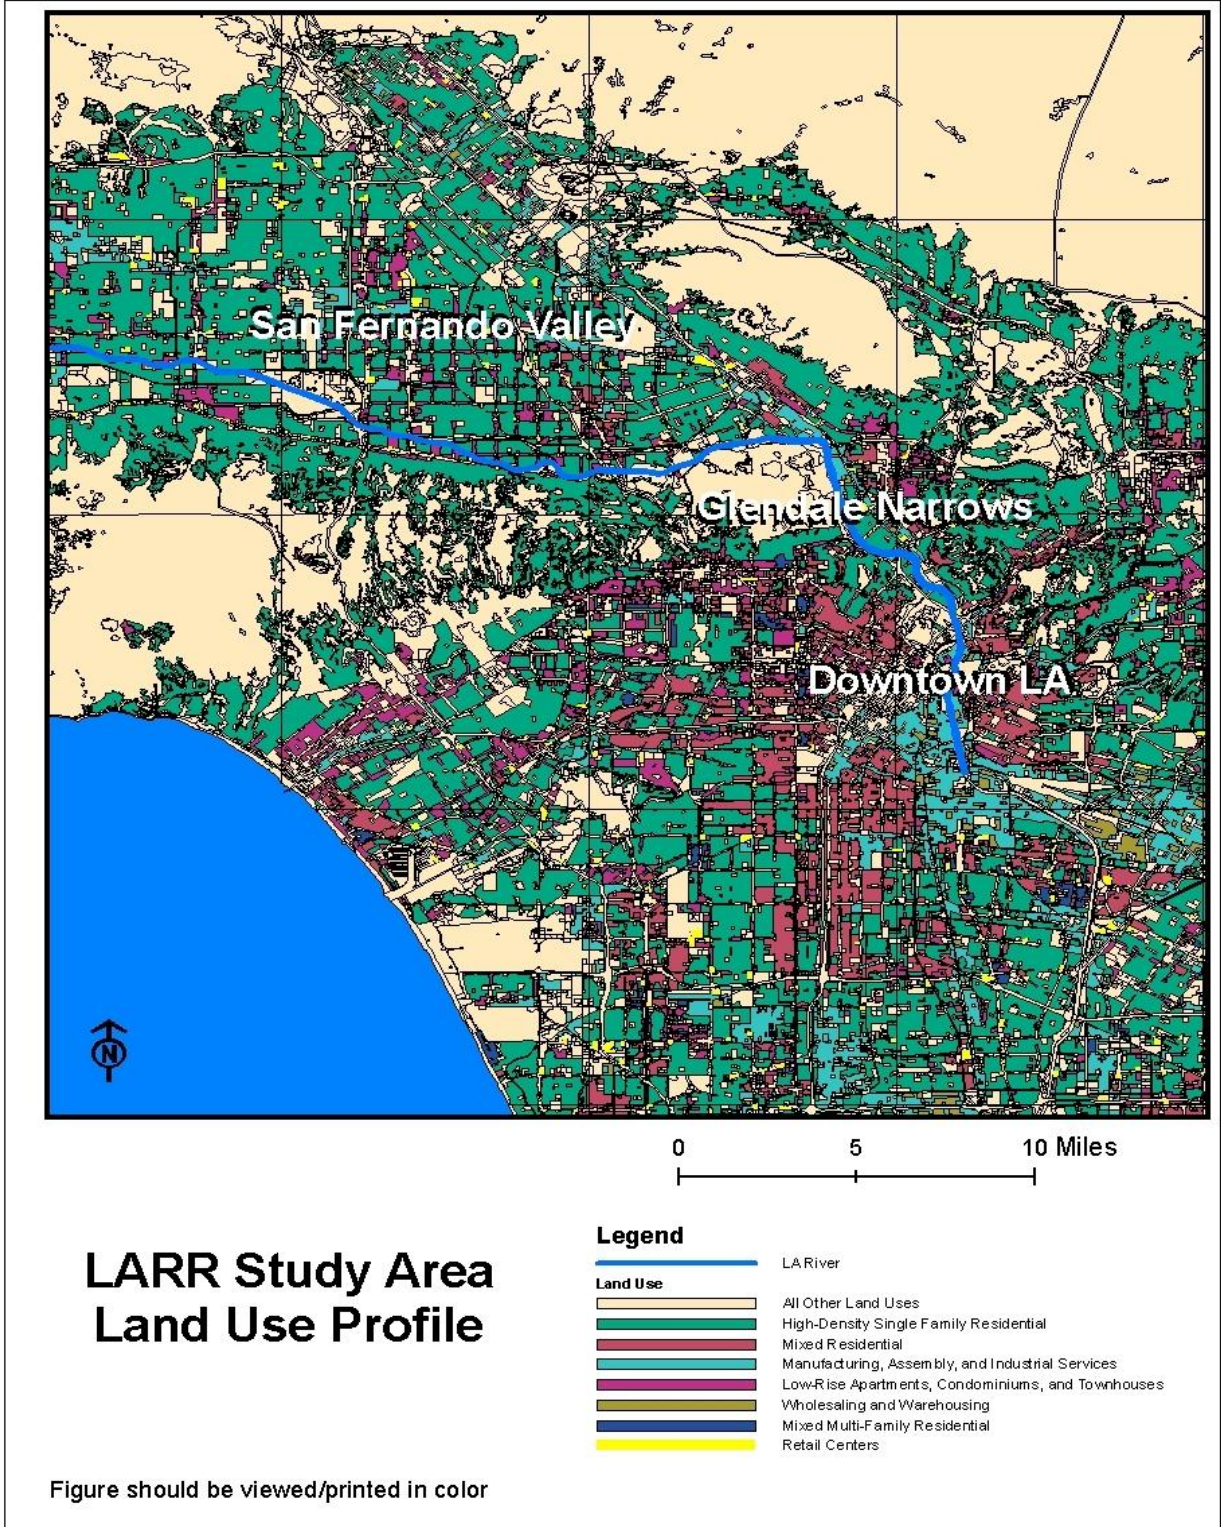 San Fernando Valley
Glendale Narrows
Downtown LA
N
0 5 10 Miles
LARR Study Area
Land Use Profile
Legend
LA River
Land Use
All Other Land Uses
High-Density Single Family Residential
Mixed Residential
Manufacturing, Assembly, and Industrial Services
Low-Rise Apartments, Condominiums, and Townhouses
Wholesaling and Warehousing
Mixed Multi-Family Residential
Retail Centers
Figure should be viewed/printed in color